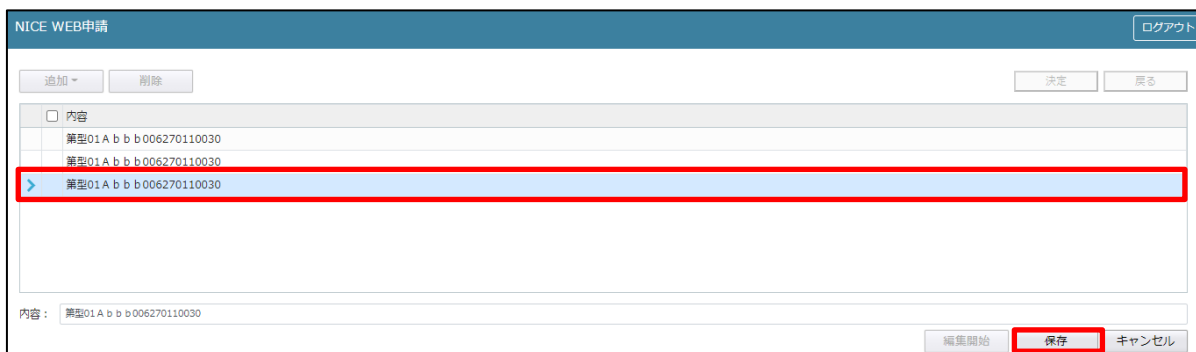 NICE WEB申請
ログアウト
追加 削除 決定 戻る
内容
第型01Ａｂｂｂ006270110030
第型01Ａｂｂｂ006270110030
第型01Ａｂｂｂ006270110030
内容： 第型01Ａｂｂｂ006270110030
編集開始 保存 キャンセル